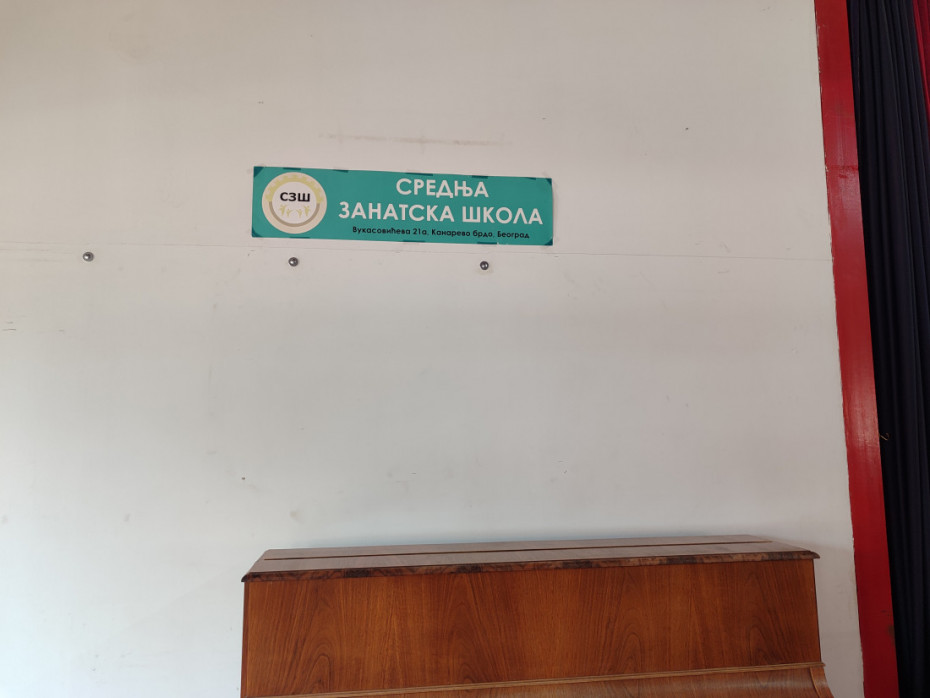 СЗШ
СРЕДЊА
ЗАНАТСКА ШКОЛА
Вукасовићева 21а, Канарево брдо, Београд